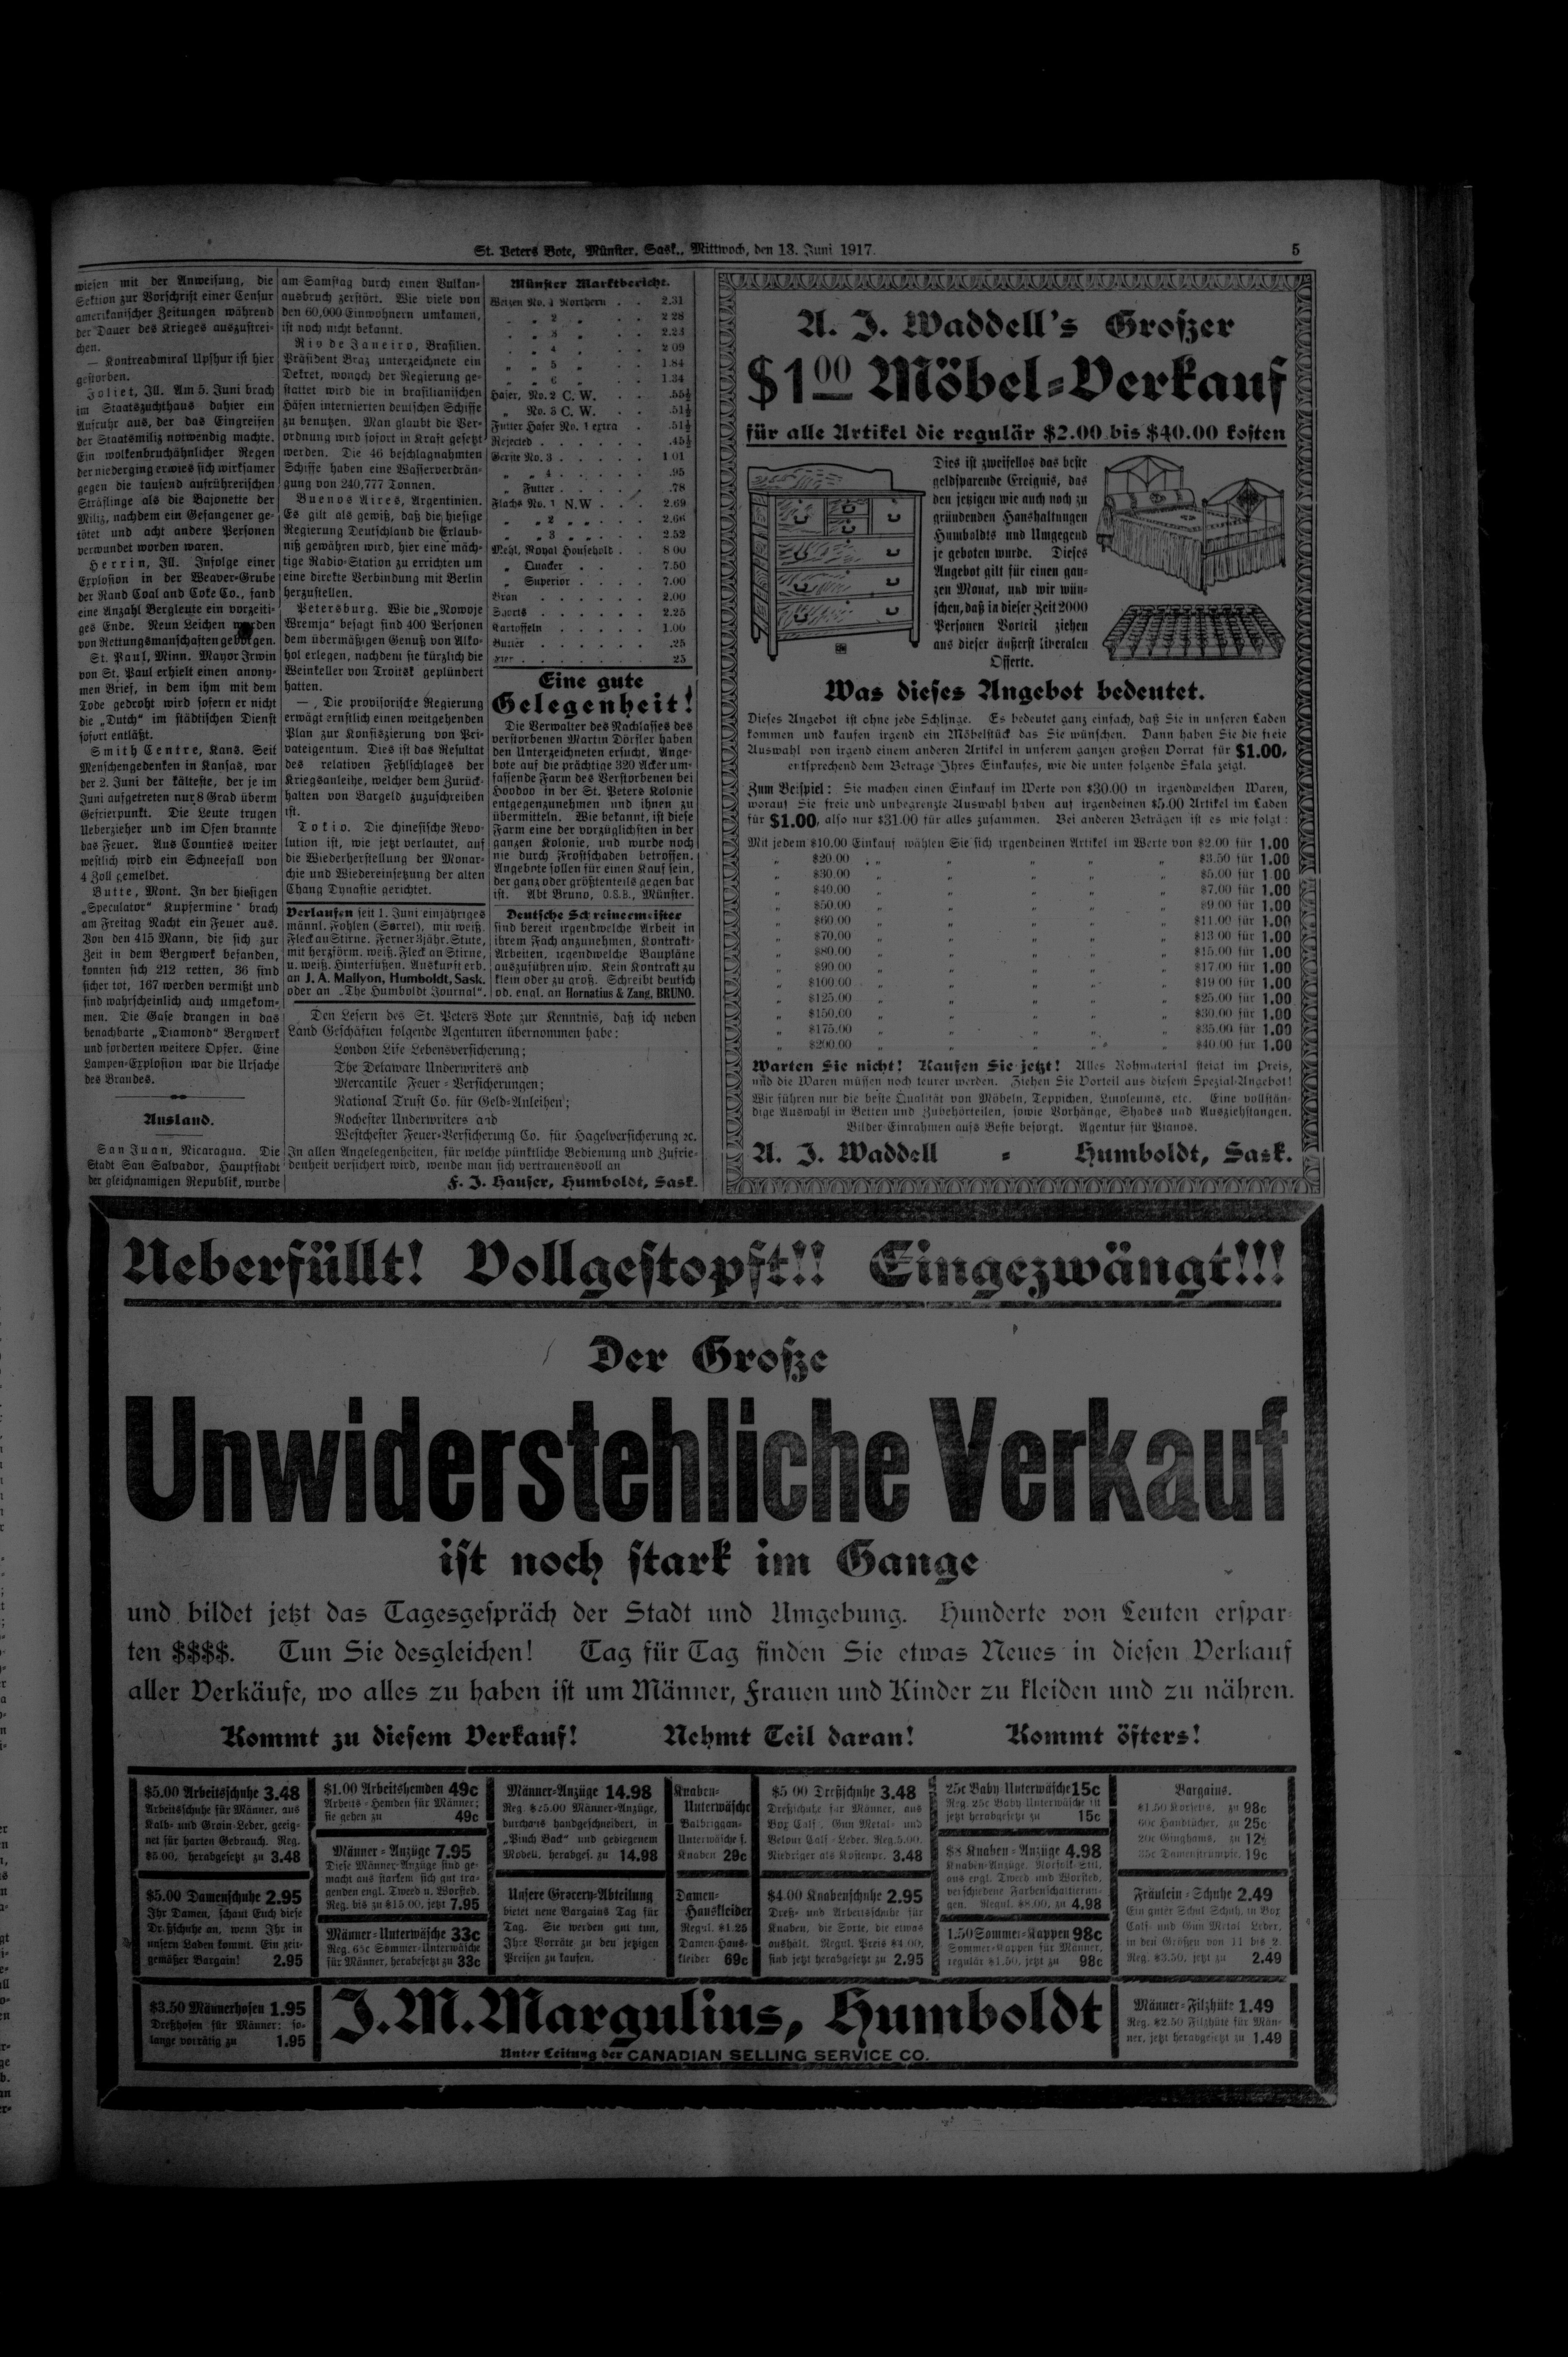 St. Peters Bote, Münster, Sask., Mittwoch, den 13. Juni 1917.
5
wiesen mit der Anweisung, die
Sektion zur Vorschrift einer Censur
amerikanischer Zeitungen während
der Dauer des Krieges auszustrei-
chen.
— Kontreadmiral Upshur ist hier
gestorben.
Joliet, Ill. Am 5. Juni brach
im Staatszuchthaus dahier ein
Aufruhr aus, der das Eingreifen
der Staatsmiliz notwendig machte.
Ein wolkenbruchähnlicher Regen
der niederging erwies sich wirksamer
gegen die tausend aufrührerischen
Sträflinge als die Bajonette der
Miliz, nachdem ein Gefangener ge-
tötet und acht andere Personen
verwundet worden waren.
Herrin, Ill. Infolge einer
Explosion in der Weaver-Grube
der Rand Coal and Coke Co., fand
eine Anzahl Bergleute ein vorzeiti-
ges Ende. Neun Leichen wurden
von Rettungsmanschaften geborgen.
St. Paul, Minn. Mayor Irwin
von St. Paul erhielt einen anony-
men Brief, in dem ihm mit dem
Tode gedroht wird sofern er nicht
die „Dutch" im städtischen Dienst
sofort entläßt.
Smith Centre, Kans. Seit
Menschengedenken in Kansas, war
der 2. Juni der kälteste, der je im
Juni aufgetreten nur 8 Grad überm
Gefrierpunkt. Die Leute trugen
Ueberzieher und im Ofen brannte
das Feuer. Aus Counties weiter
westlich wird ein Schneefall von
4 Zoll gemeldet.
Butte, Mont. In der hiesigen
„Speculator" Kupfermine brach
am Freitag Nacht ein Feuer aus.
Von den 415 Mann, die sich zur
Zeit in dem Bergwerk befanden,
konnten sich 212 retten, 36 sind
sicher tot, 167 werden vermißt und
sind wahrscheinlich auch umgekom-
men. Die Gase drangen in das
benachbarte „Diamond" Bergwerk
und forderten weitere Opfer. Eine
Lampen-Explosion war die Ursache
des Brandes.
Ausland.
San Juan, Nicaragua. Die
Stadt San Salvador, Hauptstadt
der gleichnamigen Republik, wurde
am Samstag durch einen Vulkan-
ausbruch zerstört. Wie viele von
den 60,000 Einwohnern umkamen,
ist noch nicht bekannt.
Rio de Janeiro, Brasilien.
Präsident Braz unterzeichnete ein
Dekret, wonach der Regierung ge-
stattet wird die in brasilianischen
Häfen internierten deutschen Schiffe
zu benutzen. Man glaubt die Ver-
ordnung wird sofort in Kraft gesetzt
werden. Die 46 beschlagnahmten
Schiffe haben eine Wasserverdrän-
gung von 240,777 Tonnen.
Buenos Aires, Argentinien.
Es gilt als gewiß, daß die hiesige
Regierung Deutschland die Erlaub-
niß gewähren wird, hier eine mäch-
tige Radio-Station zu errichten um
eine direkte Verbindung mit Berlin
herzustellen.
Petersburg. Wie die „Nowoje
Wremja" besagt sind 400 Personen
dem übermäßigen Genuß von Alko-
hol erlegen, nachdem sie kürzlich die
Weinkeller von Troitsk geplündert
hatten.
—, Die provisorische Regierung
erwägt ernstlich einen weitgehenden
Plan zur Konfiszierung von Pri-
vateigentum. Dies ist das Resultat
des relativen Fehlschlages der
Kriegsanleihe, welcher dem Zurück-
halten von Bargeld zuzuschreiben
ist.
Tokio. Die chinesische Revo-
lution ist, wie jetzt verlautet, auf
die Wiederherstellung der Monar-
chie und Wiedereinsetzung der alten
Chang Dynastie gerichtet.
Verlaufen seit 1. Juni einjähriges
männl. Fohlen (Sorrel), mit weiß.
Fleck an Stirne. Ferner 3jähr. Stute,
mit herzförm. weiß. Fleck an Stirne,
u. weiß. Hinterfüßen. Auskunft erb.
an J. A. Mallyon, Humboldt, Sask.
oder an „The Humboldt Journal".
Münster Marktbericht.
Weizen No. 1 Northern . . 2.31
„ 2 „ . . 2.28
„ „ 3 „ . . 2.23
„ „ 4 „ . . 2 09
„ „ 5 „ . . 1.84
„ „ 6 „ . . 1.34
Hafer, No. 2 C. W. . . .55½
„ No. 3 C. W. . . .51½
Futter Hafer No. 1 extra . .51½
Rejected . . . . . . .45½
Gerste No. 3 . . . . . 1 01
„ „ 4 . . . . . .95
„ Futter . . . . . .78
Flachs No. 1 N.W . . . 2.69
„ „ 2 „ „ . . . 2.66
„ „ 3 „ „ . . . 2.52
Mehl, Royal Household . . 8 00
„ Quacker . . . 7.50
„ Superior . . . . 7.00
Bran . . . . . . 2.00
Shorts . . . . . . 2.25
Kartoffeln . . . . . 1.00
Butter . . . . . . .25
Eier . . . . . . . 25
Eine gute
Gelegenheit!
Die Verwalter des Nachlasses des
verstorbenen Martin Dörfler haben
den Unterzeichneten ersucht, Ange-
bote auf die prächtige 320 Acker um-
fassende Farm des Verstorbenen bei
Hoodoo in der St. Peters Kolonie
entgegenzunehmen und ihnen zu
übermitteln. Wie bekannt, ist diese
Farm eine der vorzüglichsten in der
ganzen Kolonie, und wurde noch
nie durch Frostschaden betroffen.
Angebote sollen für einen Kauf sein,
der ganz oder größtenteils gegen bar
ist. Abt Bruno, O.S.B., Münster.
Deutsche Schreinermeister
sind bereit irgendwelche Arbeit in
ihrem Fach anzunehmen, Kontrakt-
Arbeiten, irgendwelche Baupläne
auszuführen usw. Kein Kontrakt zu
klein oder zu groß. Schreibt deutsch
od. engl. an Hornatius & Zang, BRUNO.
Den Lesern des St. Peters Bote zur Kenntnis, daß ich neben
Land Geschäften folgende Agenturen übernommen habe:
London Life Lebensversicherung;
The Delaware Underwriters and
Mercantile Feuer-Versicherungen;
National Trust Co. für Geld-Anleihen;
Rochester Underwriters and
Westchester Feuer-Versicherung Co. für Hagelversicherung ꝛc.
In allen Angelegenheiten, für welche pünktliche Bedienung und Zufrie-
denheit versichert wird, wende man sich vertrauensvoll an
F. J. Hauser, Humboldt, Sask.
A. J. Waddell's Großer
$1.00 Möbel-Verkauf
für alle Artikel die regulär $2.00 bis $40.00 kosten
Dies ist zweifellos das beste
geldsparende Ereignis, das
den jetzigen wie auch noch zu
gründenden Haushaltungen
Humboldts und Umgegend
je geboten wurde. Dieses
Angebot gilt für einen gan-
zen Monat, und wir wün-
schen, daß in dieser Zeit 2000
Personen Vorteil ziehen
aus dieser äußerst liberalen
Offerte.
Was dieses Angebot bedeutet.
Dieses Angebot ist ohne jede Schlinge. Es bedeutet ganz einfach, daß Sie in unseren Laden
kommen und kaufen irgend ein Möbelstück das Sie wünschen. Dann haben Sie die freie
Auswahl von irgend einem anderen Artikel in unserem ganzen großen Vorrat für $1.00,
entsprechend dem Betrage Ihres Einkaufes, wie die unten folgende Skala zeigt.
Zum Beispiel: Sie machen einen Einkauf im Werte von $30.00 in irgendwelchen Waren,
worauf Sie freie und unbegrenzte Auswahl haben auf irgendeinen $5.00 Artikel im Laden
für $1.00, also nur $31.00 für alles zusammen. Bei anderen Beträgen ist es wie folgt:
Mit jedem $10.00 Einkauf wählen Sie sich irgendeinen Artikel im Werte von $2.00 für 1.00
„ $20.00 „ „ „ „ „ $3.50 für 1.00
„ $30.00 „ „ „ „ „ $5.00 für 1.00
„ $40.00 „ „ „ „ „ $7.00 für 1.00
„ $50.00 „ „ „ „ „ $9.00 für 1.00
„ $60.00 „ „ „ „ „ $11.00 für 1.00
„ $70.00 „ „ „ „ „ $13.00 für 1.00
„ $80.00 „ „ „ „ „ $15.00 für 1.00
„ $90.00 „ „ „ „ „ $17.00 für 1.00
„ $100.00 „ „ „ „ „ $19.00 für 1.00
„ $125.00 „ „ „ „ „ $25.00 für 1.00
„ $150.00 „ „ „ „ „ $30.00 für 1.00
„ $175.00 „ „ „ „ „ $35.00 für 1.00
„ $200.00 „ „ „ „ „ $40.00 für 1.00
Warten Sie nicht! Kaufen Sie jetzt! Alles Rohmaterial steigt im Preis,
und die Waren müssen noch teurer werden. Ziehen Sie Vorteil aus diesem Spezial-Angebot!
Wir führen nur die beste Qualität von Möbeln, Teppichen, Linoleums, etc. Eine vollstän-
dige Auswahl in Betten und Zubehörteilen, sowie Vorhänge, Shades und Ausziehstangen.
Bilder-Einrahmen aufs Beste besorgt. Agentur für Pianos.
A. J. Waddell - Humboldt, Sask.
Ueberfüllt! Vollgestopft!! Eingezwängt!!!
Der Große
Unwiderstehliche Verkauf
ist noch stark im Gange
und bildet jetzt das Tagesgespräch der Stadt und Umgebung. Hunderte von Leuten erspar-
ten $$$$. Tun Sie desgleichen! Tag für Tag finden Sie etwas Neues in diesen Verkauf
aller Verkäufe, wo alles zu haben ist um Männer, Frauen und Kinder zu kleiden und zu nähren.
Kommt zu diesem Verkauf! Nehmt Teil daran! Kommt öfters!
$5.00 Arbeitsschuhe 3.48
Arbeitsschuhe für Männer, aus
Kalb- und Grain-Leder, geeig-
net für harten Gebrauch. Reg.
$5.00, herabgesetzt zu 3.48
$5.00 Damenschuhe 2.95
Ihr Damen, schaut Euch diese
Dreßschuhe an, wenn Ihr in
unsern Laden kommt. Ein zeit-
gemäßer Bargain! 2.95
$1.00 Arbeitshemden 49c
Arbeits-Hemden für Männer;
sie gehen zu 49c
Männer-Anzüge 7.95
Diese Männer-Anzüge sind ge-
macht aus starkem sich gut tra-
genden engl. Tweed u. Worsted.
Reg. bis zu $15.00, jetzt 7.95
Männer-Unterwäsche 33c
Reg. 65c Sommer-Unterwäsche
für Männer, herabgesetzt zu 33c
Männer-Anzüge 14.98
Reg $25.00 Männer-Anzüge,
durchaus handgeschneidert, in
„Pinch Back" und gediegenem
Modell, herabges. zu 14.98
Unsere Grocery-Abteilung
bietet neue Bargains Tag für
Tag. Sie werden gut tun,
Ihre Vorräte zu den jetzigen
Preisen zu kaufen.
Knaben-
Unterwäsche
Balbriggan-
Unterwäsche f.
Knaben 29c
Damen-
Hauskleider
Regul. $1.25
Damen-Haus-
kleider 69c
$5 00 Dreßschuhe 3.48
Dreßschuhe für Männer, aus
Box Calf, Gun Metal- und
Velour Calf-Leder. Reg. 5.00.
Niedriger als Kostenpr. 3.48
$4.00 Knabenschuhe 2.95
Dreß- und Arbeitsschuhe für
Knaben, die Sorte, die etwas
aushält. Regul. Preis $4.00,
sind jetzt herabgesetzt zu 2.95
25c Baby Unterwäsche 15c
Reg. 25c Baby Unterwäsche ist
jetzt herabgesetzt zu 15c
$8 Knaben-Anzüge 4.98
Knaben-Anzüge, Norfolk-Stil,
aus engl. Tweed und Worsted,
verschiedene Farbenschattierun-
gen. Regul. $8.00, zu 4.98
1.50 Sommer-Kappen 98c
Sommer-Kappen für Männer,
regulär $1.50, jetzt zu 98c
Bargains.
$1.50 Korsetts, zu 98c
60c Handtücher, zu 25c
20c Ginghams, zu 12½
35c Damenstrümpfe, 19c
Fräulein-Schuhe 2.49
Ein guter Schul Schuh, in Box
Calf- und Gun Metal Leder,
in den Größen von 11 bis 2.
Reg. $3.50, jetzt zu 2.49
$3.50 Männerhosen 1.95
Dreßhosen für Männer; so-
lange vorrätig zu 1.95
J. M. Margulius, Humboldt
Unter Leitung der CANADIAN SELLING SERVICE CO.
Männer-Filzhüte 1.49
Reg. $2.50 Filzhüte für Män-
ner, jetzt herabgesetzt zu 1.49